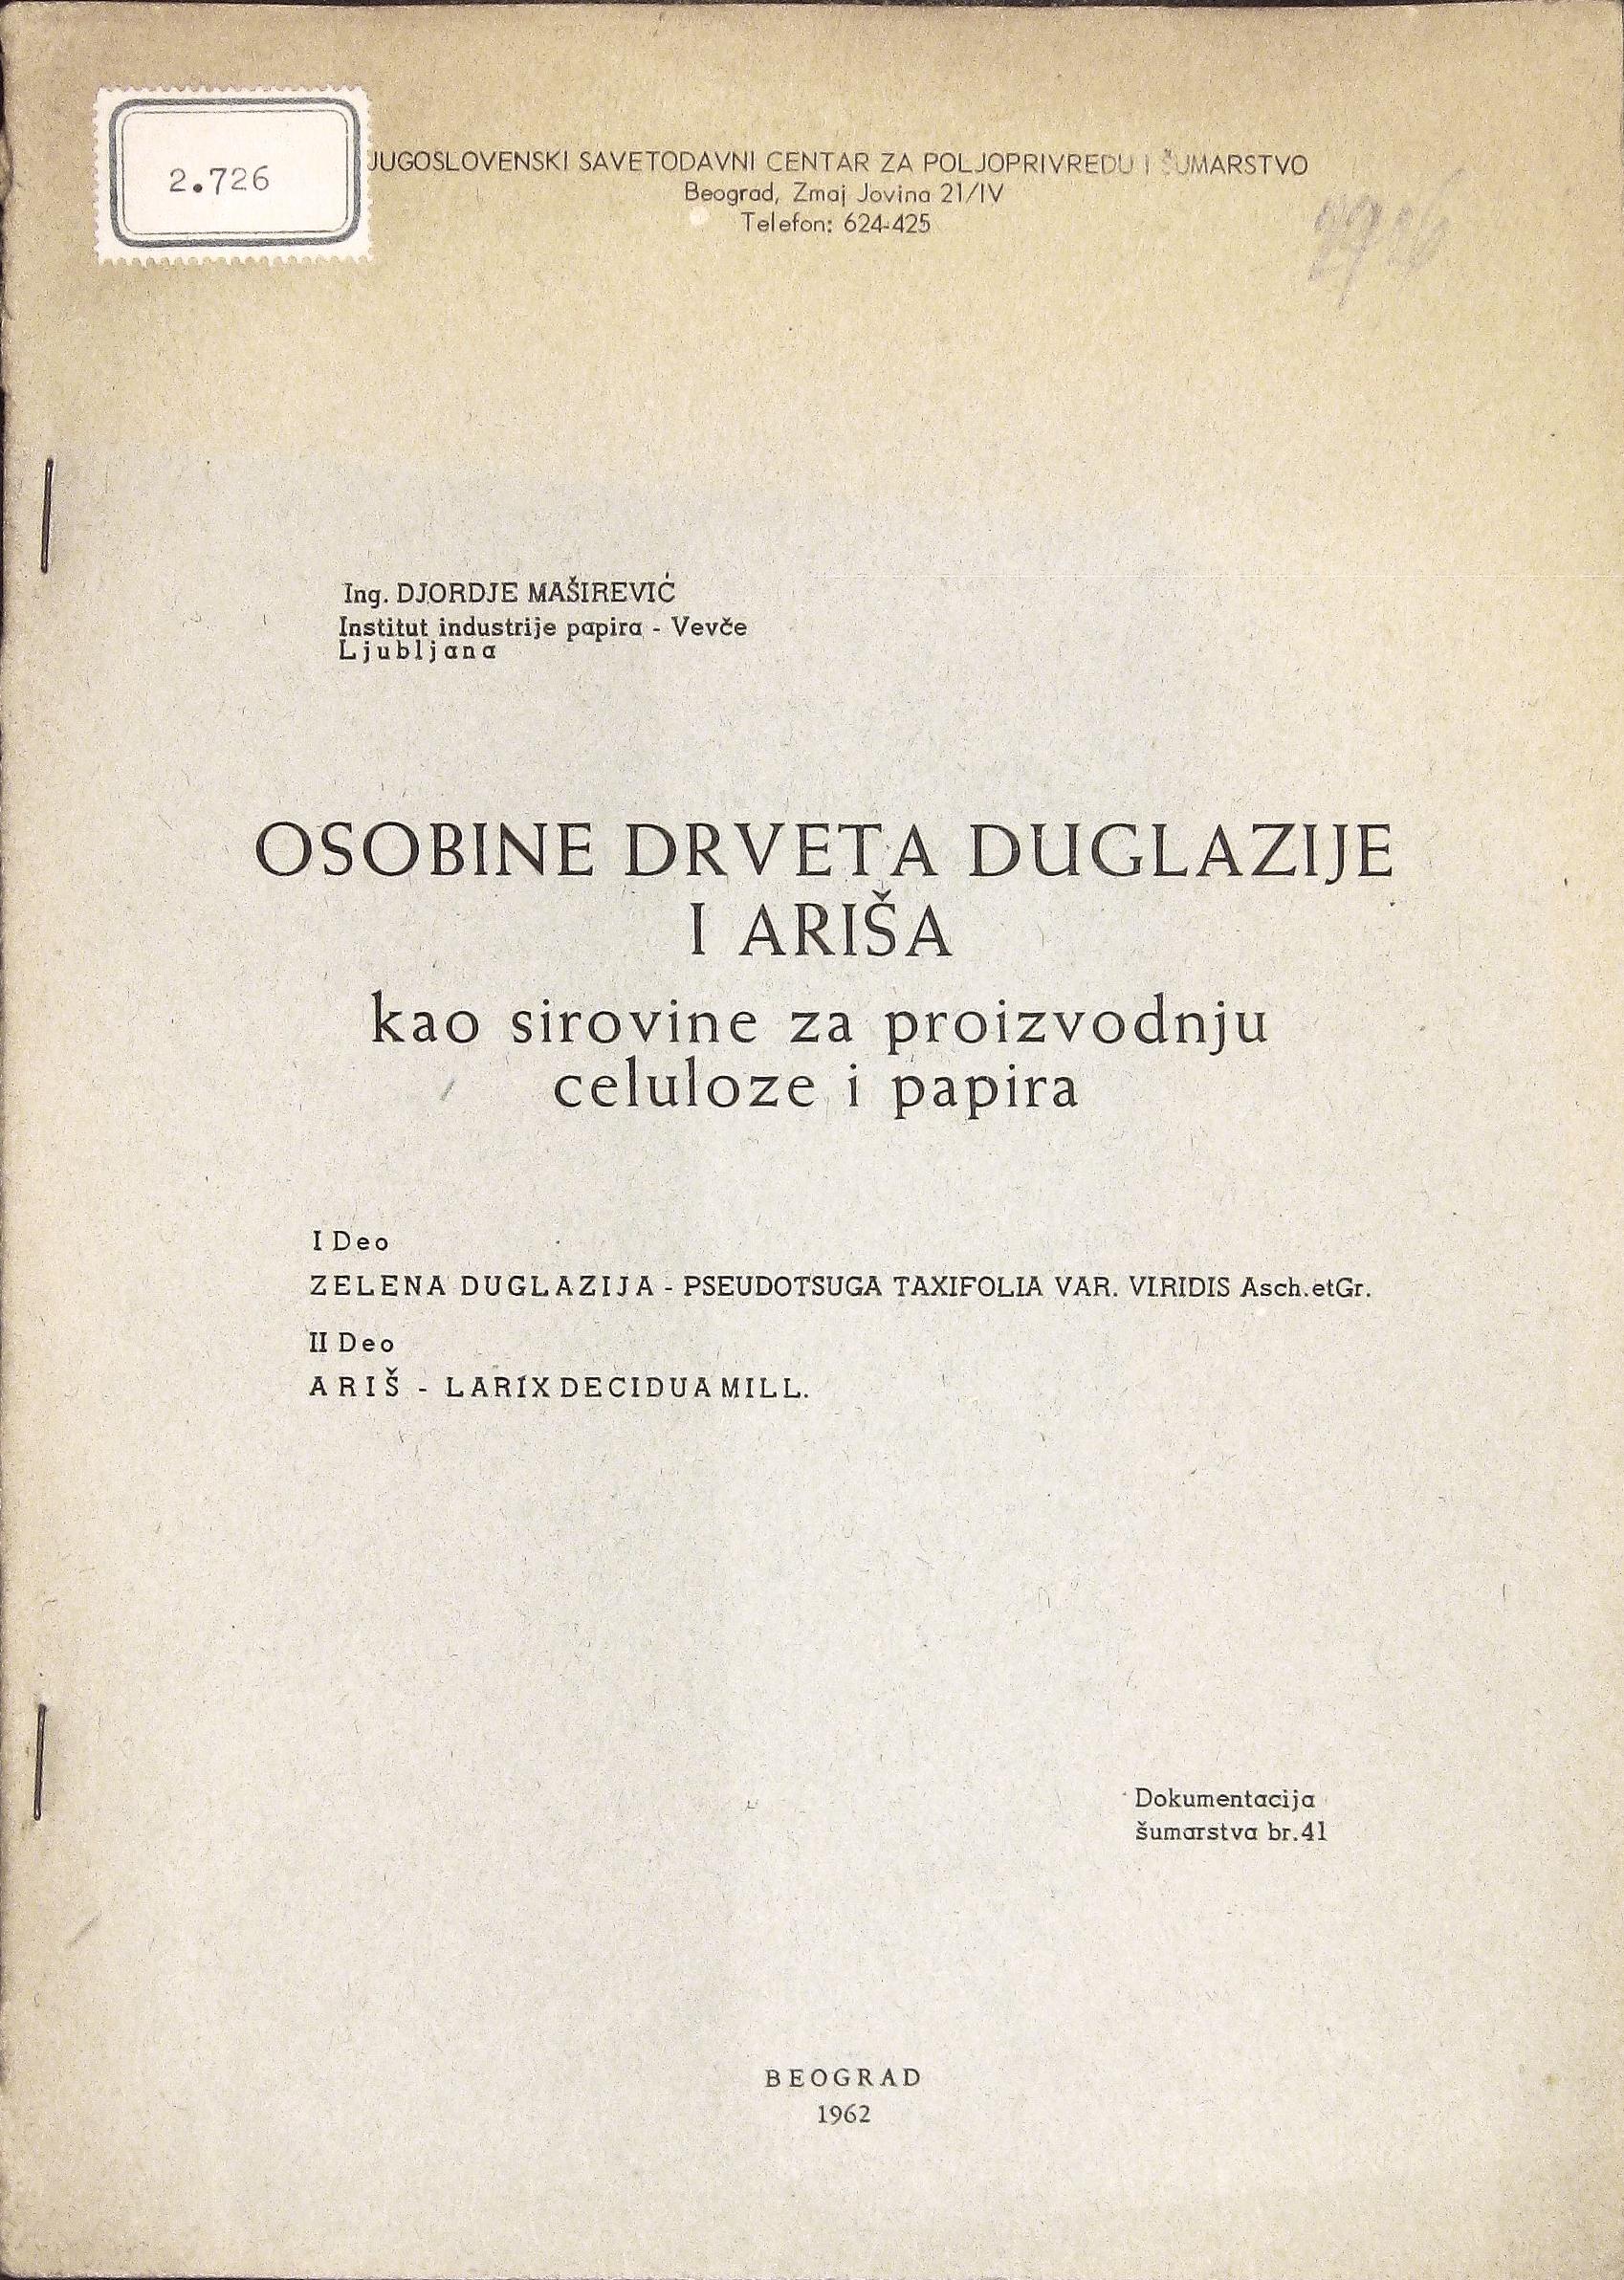 2.726
JUGOSLOVENSKI SAVETODAVNI CENTAR ZA POLJOPRIVREDU I ŠUMARSTVO
Beograd, Zmaj Jovina 21/IV
Telefon: 624-425
Ing. DJORDJE MAŠIREVIĆ
Institut industrije papira - Vevče
Ljubljana
OSOBINE DRVETA DUGLAZIJE
I ARIŠA
kao sirovine za proizvodnju
celuloze i papira
I Deo
ZELENA DUGLAZIJA - PSEUDOTSUGA TAXIFOLIA VAR. VIRIDIS Asch.etGr.
II Deo
ARIŠ - LARIX DECIDUA MILL.
Dokumentacija
šumarstva br.41
BEOGRAD
1962